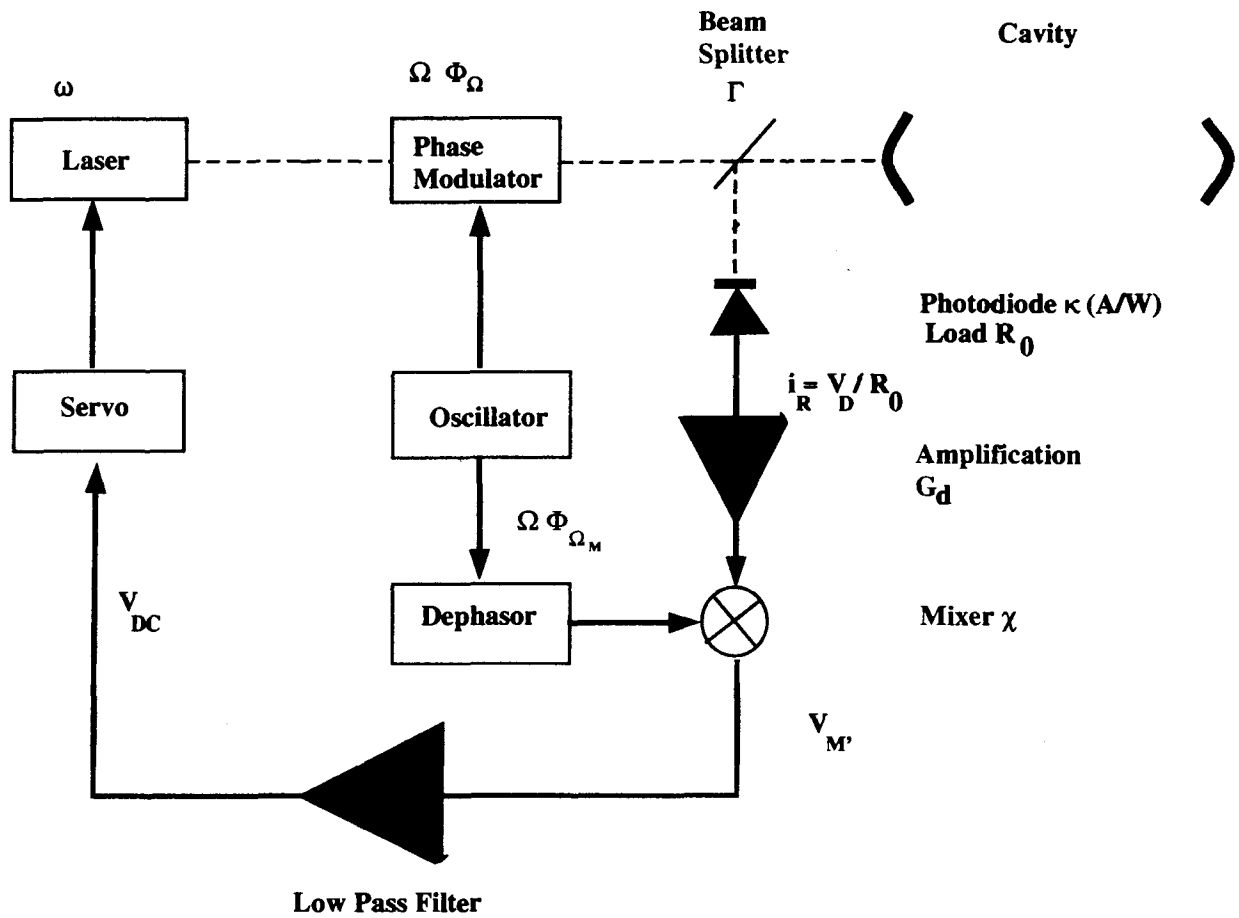 Beam
Splitter
Γ
Cavity
ω
Ω Φ_Ω
Laser
Phase
Modulator
Photodiode κ (A/W)
Load R_0
Servo
Oscillator
i_R = V_D / R_0
Amplification
G_d
Ω Φ_Ω_M
V_DC
Dephasor
Mixer χ
V_M'
Low Pass Filter